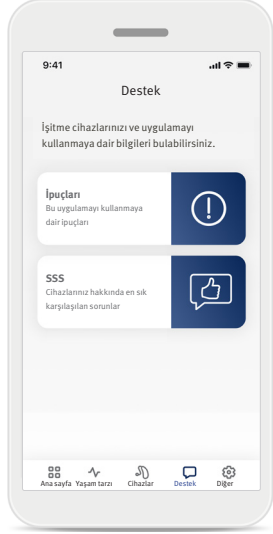 9:41
Destek
İşitme cihazlarınızı ve uygulamayı
kullanmaya dair bilgileri bulabilirsiniz.
İpuçları
Bu uygulamayı kullanmaya
dair ipuçları
SSS
Cihazlarınız hakkında en sık
karşılaşılan sorunlar
Ana sayfa Yaşam tarzı Cihazlar Destek Diğer